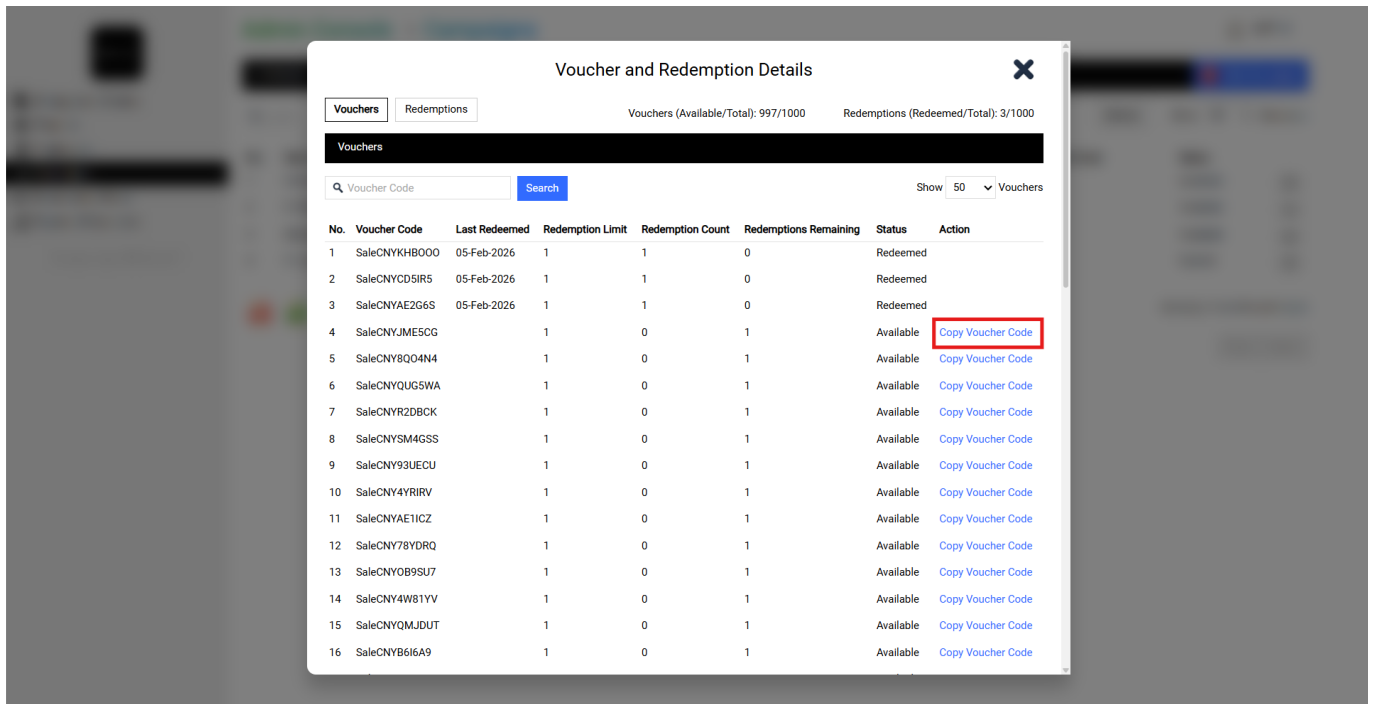 Voucher and Redemption Details
Vouchers Redemptions Vouchers (Available/Total): 997/1000 Redemptions (Redeemed/Total): 3/1000
Vouchers
Voucher Code Search Show 50 Vouchers
No. Voucher Code Last Redeemed Redemption Limit Redemption Count Redemptions Remaining Status Action
1 SaleCNYKHBOOO 05-Feb-2026 1 1 0 Redeemed
2 SaleCNYCD5IR5 05-Feb-2026 1 1 0 Redeemed
3 SaleCNYAE2G6S 05-Feb-2026 1 1 0 Redeemed
4 SaleCNYJME5CG 1 0 1 Available Copy Voucher Code
5 SaleCNY8QO4N4 1 0 1 Available Copy Voucher Code
6 SaleCNYQUG5WA 1 0 1 Available Copy Voucher Code
7 SaleCNYR2DBCK 1 0 1 Available Copy Voucher Code
8 SaleCNYSM4GSS 1 0 1 Available Copy Voucher Code
9 SaleCNY93UECU 1 0 1 Available Copy Voucher Code
10 SaleCNY4YRIRV 1 0 1 Available Copy Voucher Code
11 SaleCNYAE1ICZ 1 0 1 Available Copy Voucher Code
12 SaleCNY78YDRQ 1 0 1 Available Copy Voucher Code
13 SaleCNYOB9SU7 1 0 1 Available Copy Voucher Code
14 SaleCNY4W81YV 1 0 1 Available Copy Voucher Code
15 SaleCNYQMJDUT 1 0 1 Available Copy Voucher Code
16 SaleCNYB6I6A9 1 0 1 Available Copy Voucher Code